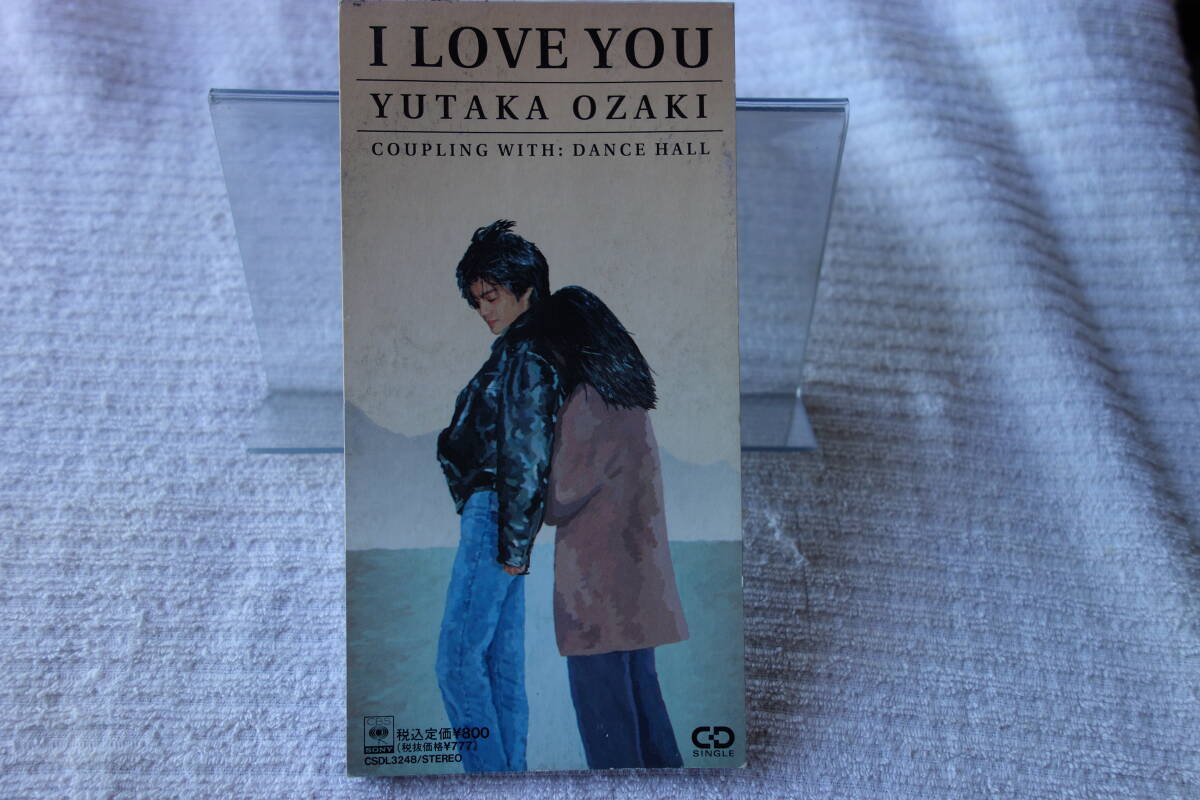 I LOVE YOU
YUTAKA OZAKI
COUPLING WITH: DANCE HALL
CBS
SONY
税込定価¥800
(税抜価格¥777)
CSDL3248/STEREO
CD
SINGLE